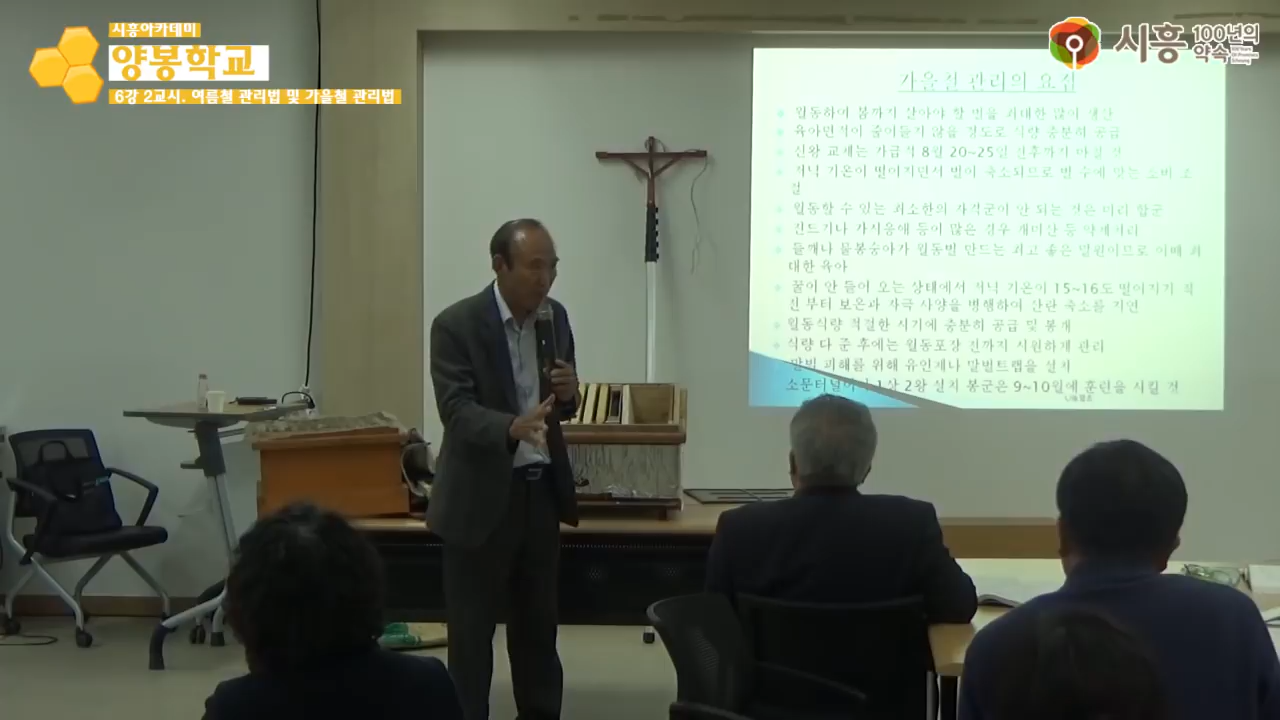 시흥아카데미
양봉학교
6강 2교시. 여름철 관리법 및 가을철 관리법
시흥 100년의 약속
가을철 관리의 요점
월동하여 봄까지 살아야 할 벌을 최대한 많이 생산
육아면적이 줄어들지 않을 정도로 식량 충분히 공급
신왕 교체는 가급적 8월 20~25일 전후까지 마칠 것
저녁 기온이 떨어지면서 벌이 축소되므로 벌 수에 맞는 소비 조
절
월동할 수 있는 최소한의 자격군이 안 되는 것은 미리 합군
진드기나 가시응애 등이 많은 경우 개미산 등 약제처리
들깨나 물봉숭아가 월동벌 만드는 최고 좋은 밀원이므로 이때 최
대한 육아
꿀이 안 들어 오는 상태에서 저녁 기온이 15~16도 떨어지기 직
전 부터 보온과 자극 사양을 병행하여 산란 축소를 지연
월동식량 적절한 시기에 충분히 공급 및 봉개
식량 다 준 후에는 월동포장 전까지 시원하게 관리
말벌 피해를 위해 유인제나 말벌트랩을 설치
1상 2왕 설치 봉군은 9~10월에 훈련을 시킬 것